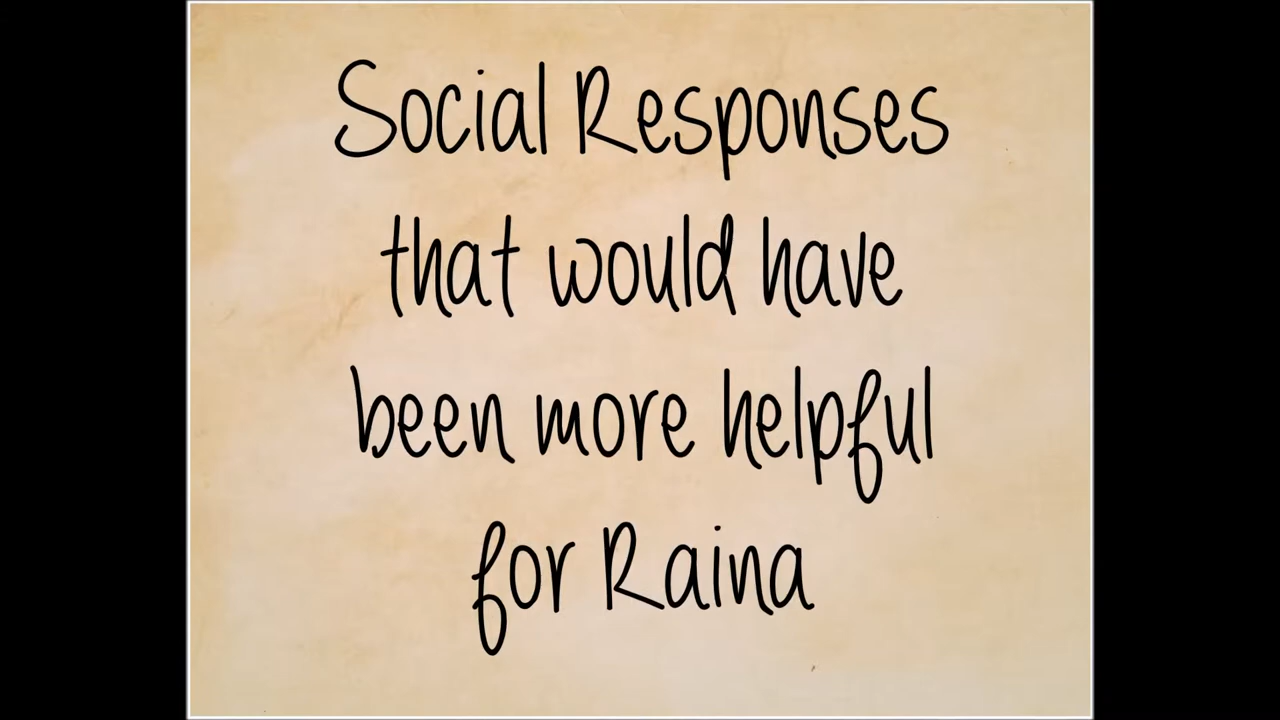 Social Responses
that would have
been more helpful
for Raina